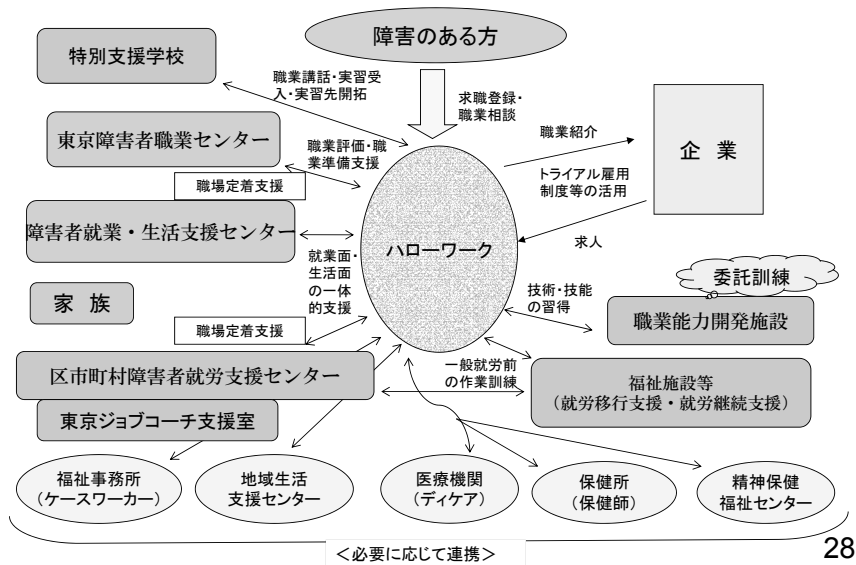 障害のある方
特別支援学校
職業講話・実習受
入・実習先開拓
求職登録・
職業相談
東京障害者職業センター
職業評価・職
業準備支援
職業紹介
企 業
トライアル雇用
制度等の活用
職場定着支援
障害者就業・生活支援センター
ハローワーク
求人
就業面・
生活面
の一体
的支援
家 族
委託訓練
技術・技能
の習得
職業能力開発施設
職場定着支援
区市町村障害者就労支援センター
一般就労前
の作業訓練
福祉施設等
（就労移行支援・就労継続支援）
東京ジョブコーチ支援室
福祉事務所
（ケースワーカー）
地域生活
支援センター
医療機関
（ディケア）
保健所
（保健師）
精神保健
福祉センター
＜必要に応じて連携＞
28